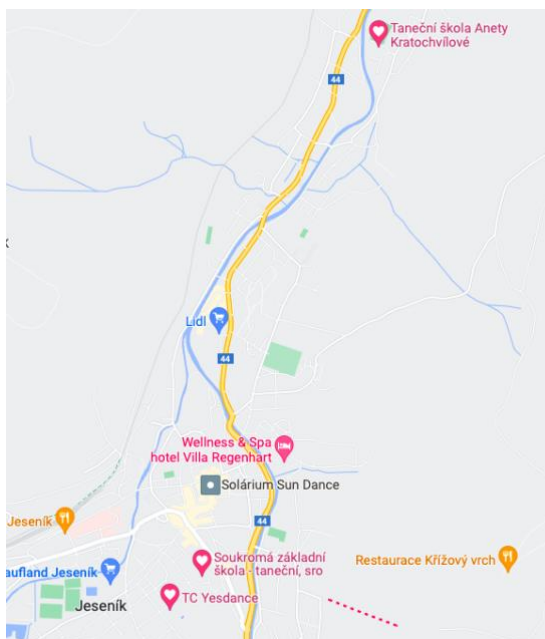 Taneční škola Anety
Kratochvílové
44
k
Lidl
44
Wellness & Spa
hotel Villa Regenhart
Solárium Sun Dance
44
Jeseník
Soukromá základní
škola - taneční, sro
Restaurace Křížový vrch
aufland Jeseník
TC Yesdance
Jeseník